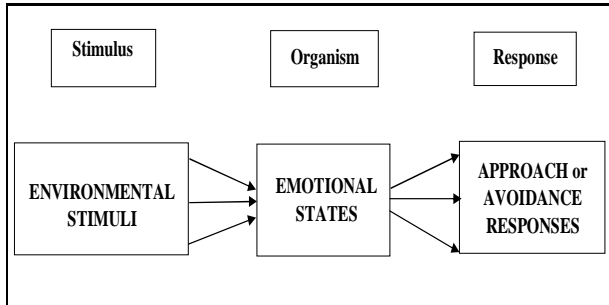 Stimulus
Organism
Response
ENVIRONMENTAL
STIMULI
EMOTIONAL
STATES
APPROACH or
AVOIDANCE
RESPONSES